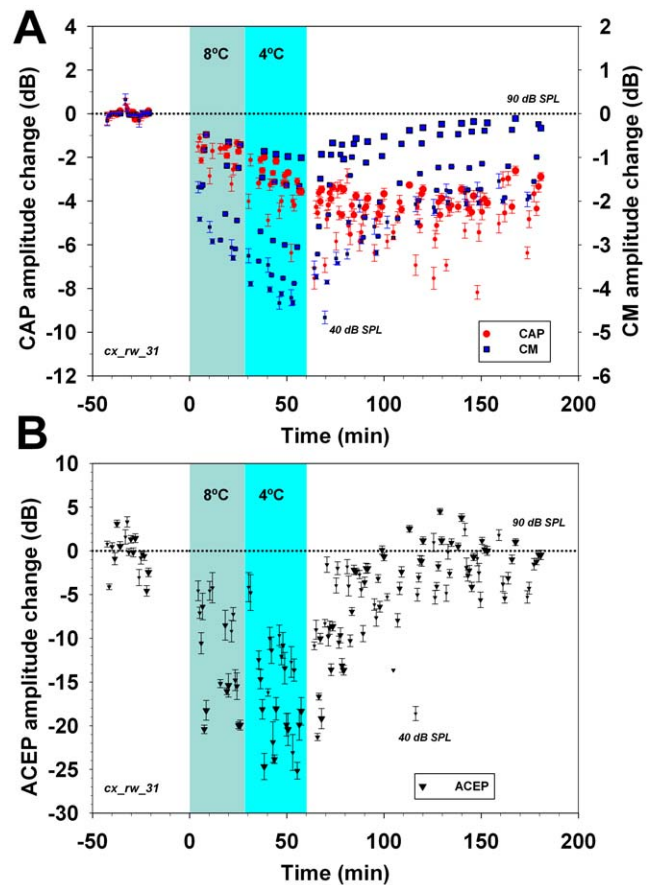 A
8ºC 4ºC
90 dB SPL
4
2
0
-2
-4
-6
-8
-10
-12
CAP amplitude change (dB)
2
1
0
-1
-2
-3
-4
-5
-6
CM amplitude change (dB)
40 dB SPL
CAP
CM
cx_rw_31
-50 0 50 100 150 200
Time (min)
B
8ºC 4ºC
90 dB SPL
10
5
0
-5
-10
-15
-20
-25
-30
ACEP amplitude change (dB)
40 dB SPL
cx_rw_31
ACEP
-50 0 50 100 150 200
Time (min)